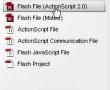 Flash File (ActionScript 2.0)
Flash File (Mobile)
ActionScript File
ActionScript Communication File
Flash JavaScript File
Flash Project